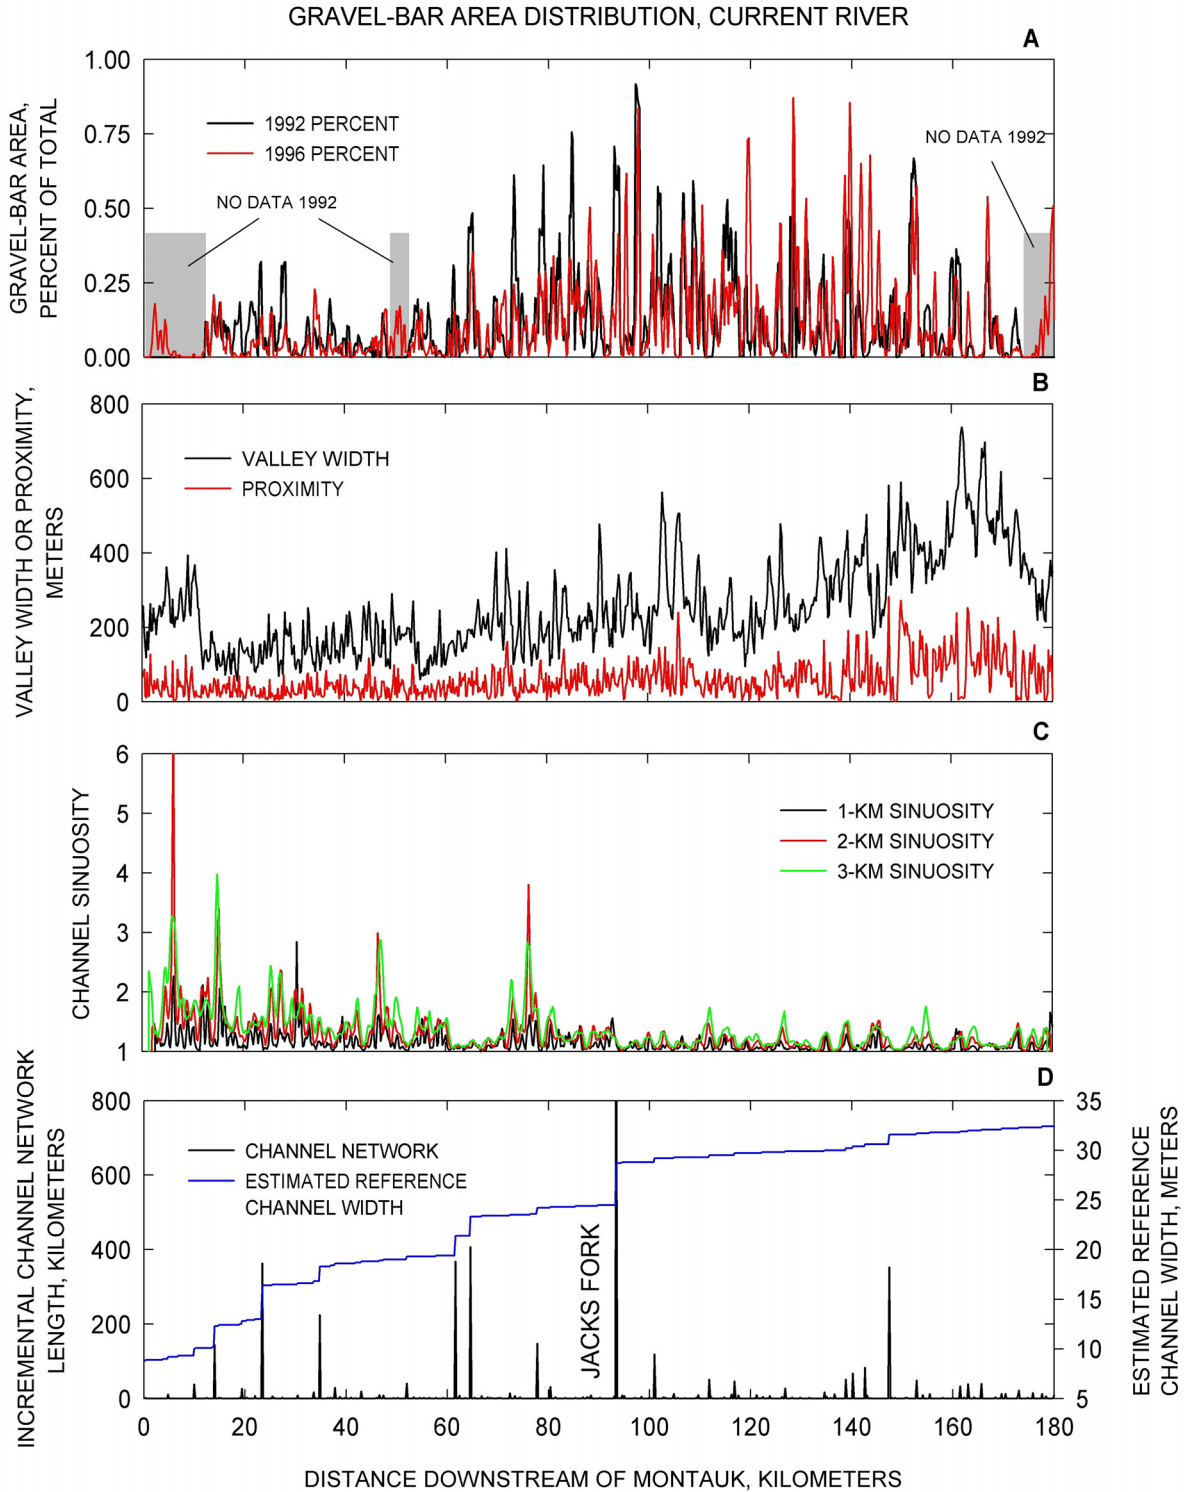 GRAVEL-BAR AREA DISTRIBUTION, CURRENT RIVER
A
GRAVEL-BAR AREA,
PERCENT OF TOTAL
1.00
0.75
0.50
0.25
0.00
1992 PERCENT
1996 PERCENT
NO DATA 1992
NO DATA 1992
B
VALLEY WIDTH OR PROXIMITY,
METERS
800
600
400
200
0
VALLEY WIDTH
PROXIMITY
C
CHANNEL SINUOSITY
6
5
4
3
2
1
1-KM SINUOSITY
2-KM SINUOSITY
3-KM SINUOSITY
D
INCREMENTAL CHANNEL NETWORK
LENGTH, KILOMETERS
800
600
400
200
0
CHANNEL NETWORK
ESTIMATED REFERENCE
CHANNEL WIDTH
JACKS FORK
35
30
25
20
15
10
5
ESTIMATED REFERENCE
CHANNEL WIDTH, METERS
0 20 40 60 80 100 120 140 160 180
DISTANCE DOWNSTREAM OF MONTAUK, KILOMETERS